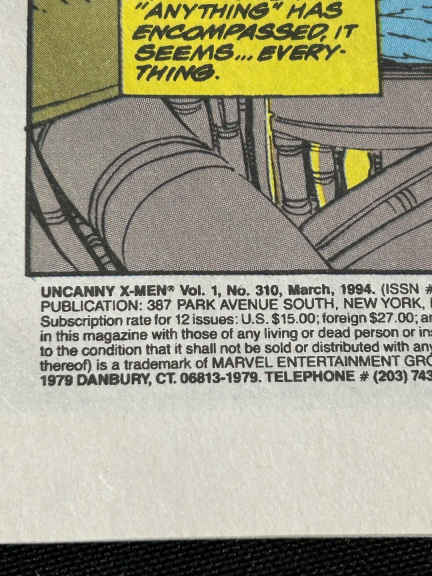 "ANYTHING" HAS
ENCOMPASSED, IT
SEEMS... EVERY-
THING.
UNCANNY X-MEN® Vol. 1, No. 310, March, 1994. (ISSN #
PUBLICATION: 387 PARK AVENUE SOUTH, NEW YORK,
Subscription rate for 12 issues: U.S. $15.00; foreign $27.00;
in this magazine with those of any living or dead person or
to the condition that it shall not be sold or distributed with any
thereof) is a trademark of MARVEL ENTERTAINMENT
1979 DANBURY, CT. 06813-1979. TELEPHONE # (203) 743